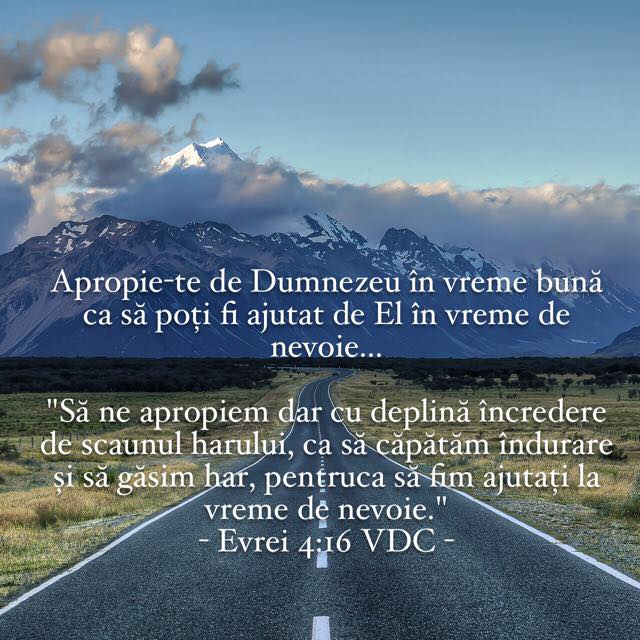 Apropie-te de Dumnezeu în vreme bună
ca să poți fi ajutat de El în vreme de
nevoie...
"Să ne apropiem dar cu deplină încredere
de scaunul harului, ca să căpătăm îndurare
și să găsim har, pentruca să fim ajutați la
vreme de nevoie."
- Evrei 4:16 VDC -